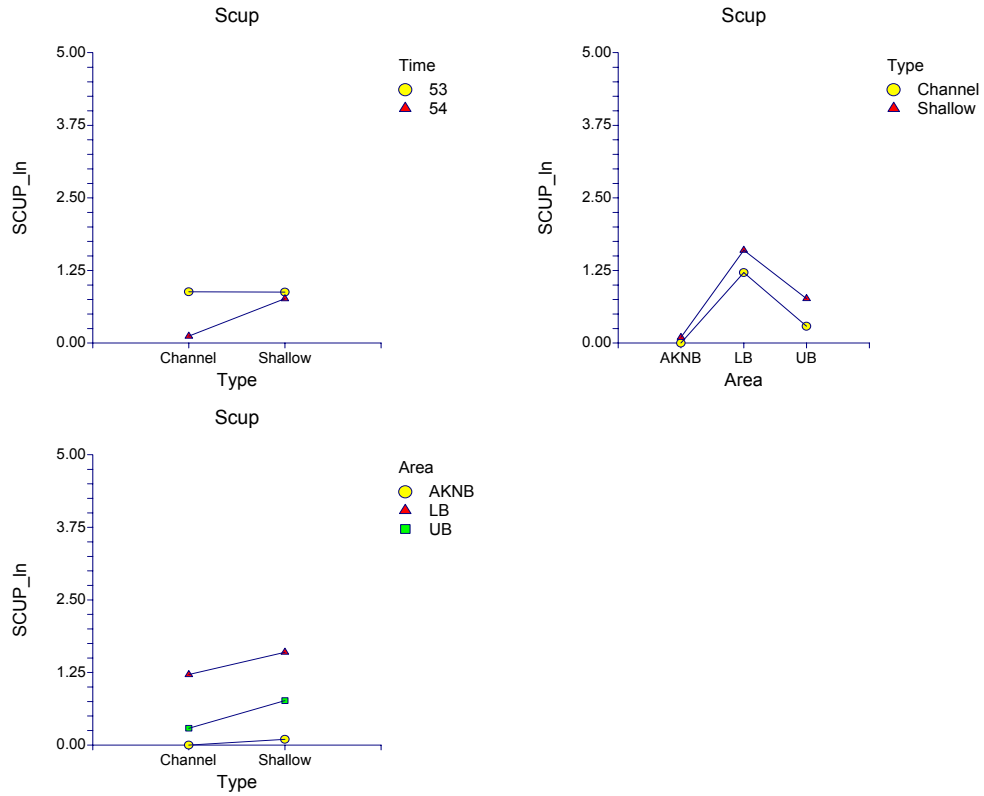 Scup
5.00
3.75
2.50
1.25
0.00
SCUP_ln
Channel Shallow
Type
Time
53
54
Scup
5.00
3.75
2.50
1.25
0.00
SCUP_ln
AKNB LB UB
Area
Type
Channel
Shallow
Scup
5.00
3.75
2.50
1.25
0.00
SCUP_ln
Channel Shallow
Type
Area
AKNB
LB
UB